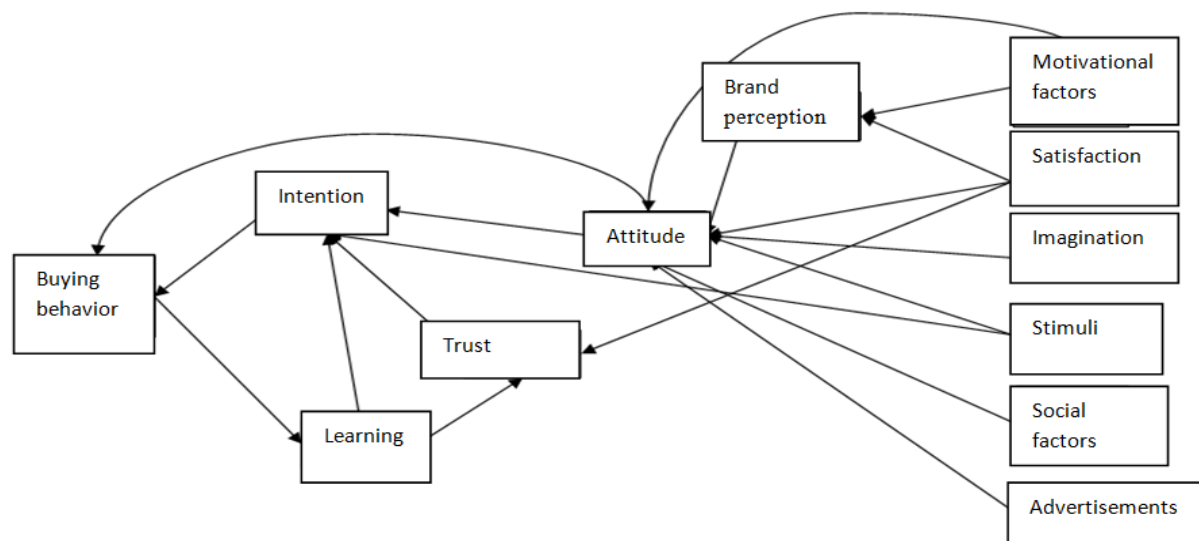 Motivational
factors
Brand
perception
Satisfaction
Intention
Attitude
Imagination
Buying
behavior
Trust
Stimuli
Learning
Social
factors
Advertisements